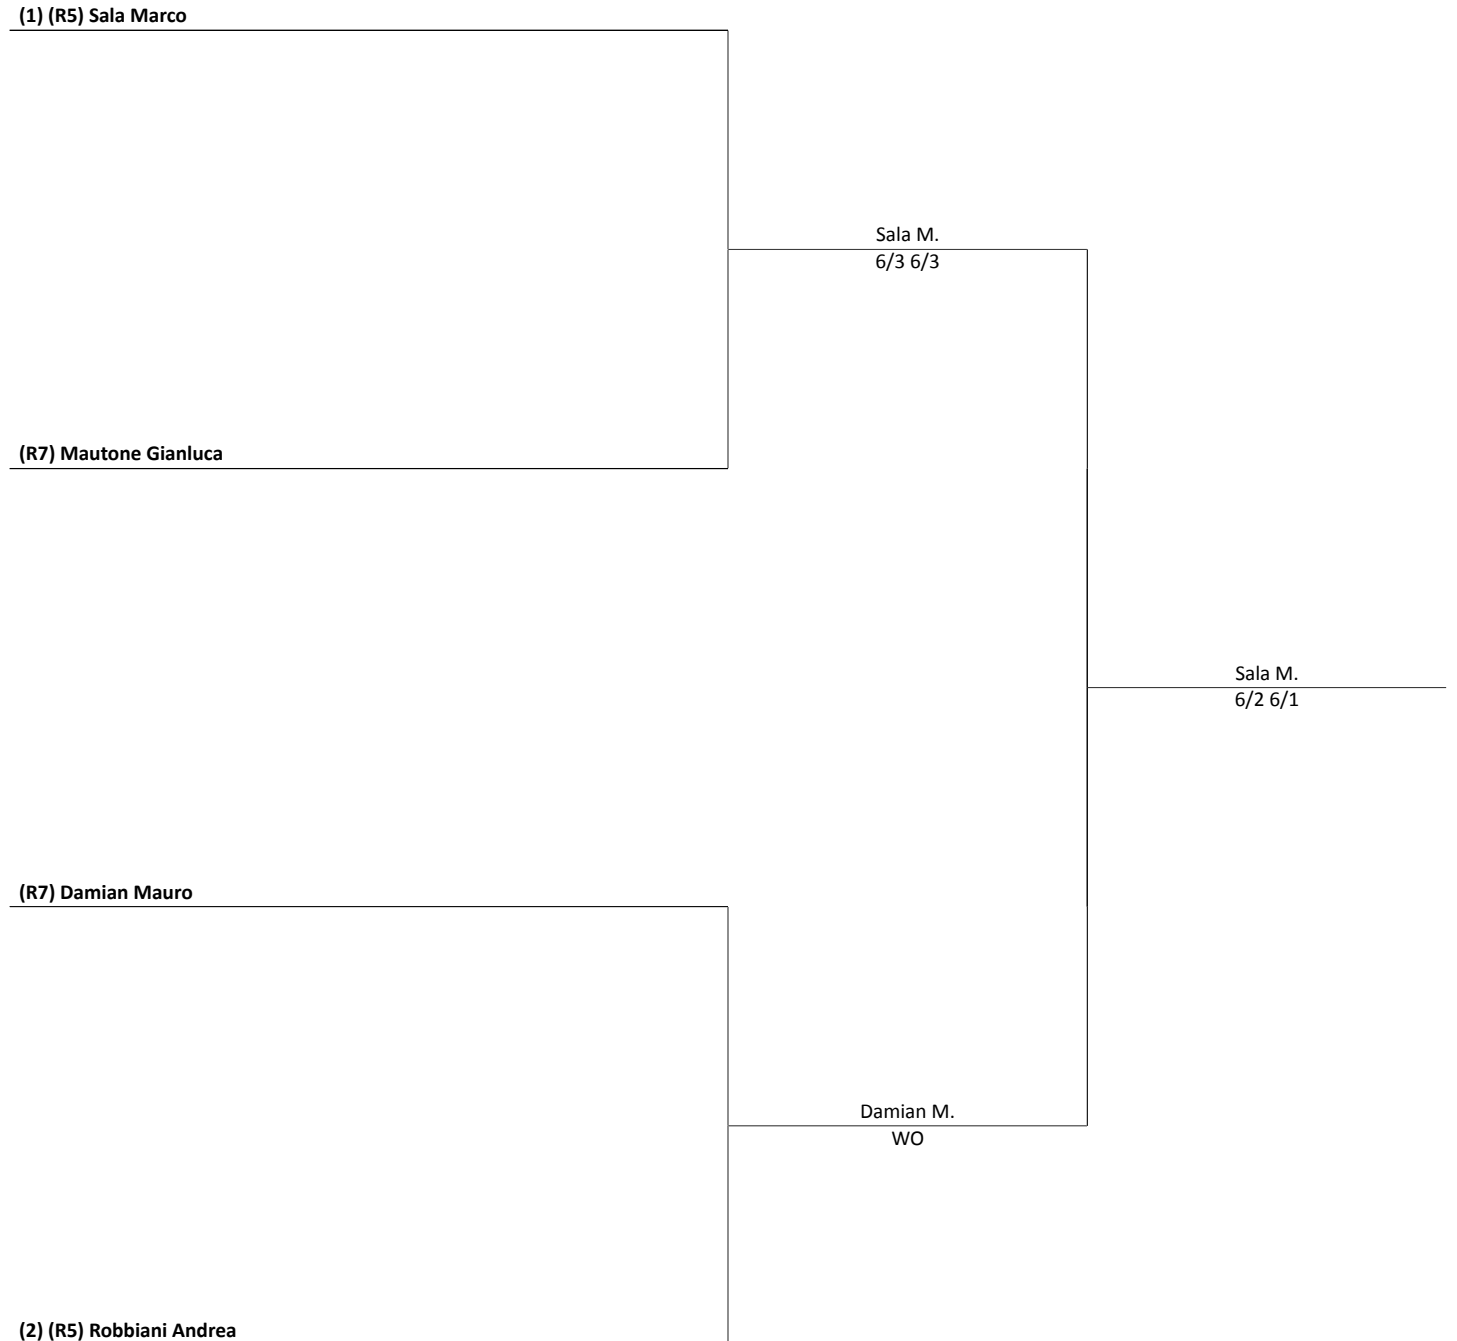 (1) (R5) Sala Marco
Sala M.
6/3 6/3
(R7) Mautone Gianluca
Sala M.
6/2 6/1
(R7) Damian Mauro
Damian M.
WO
(2) (R5) Robbiani Andrea